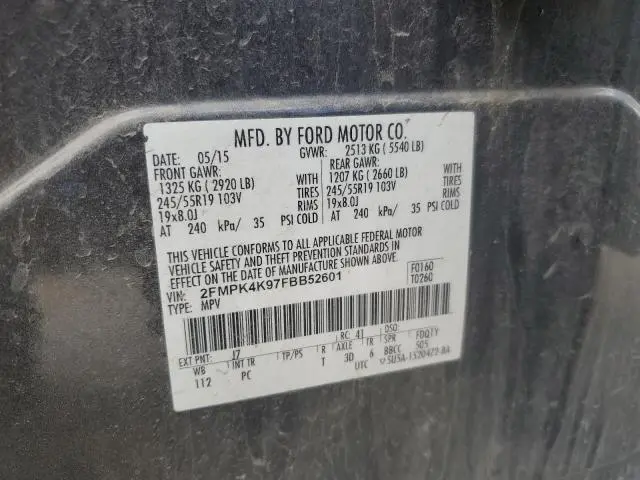 MFD. BY FORD MOTOR CO.
DATE: 05/15 GVWR: 2513 KG ( 5540 LB)
FRONT GAWR: REAR GAWR:
1325 KG ( 2920 LB) WITH 1207 KG ( 2660 LB) WITH
245/55R19 103V TIRES 245/55R19 103V TIRES
19x8.0J RIMS 19x8.0J RIMS
AT 240 kPa/ 35 PSI COLD AT 240 kPa/ 35 PSI COLD
THIS VEHICLE CONFORMS TO ALL APPLICABLE FEDERAL MOTOR
VEHICLE SAFETY AND THEFT PREVENTION STANDARDS IN
EFFECT ON THE DATE OF MANUFACTURE SHOWN ABOVE.
VIN: 2FMPK4K97FBB52601 F0160
TYPE: MPV T0260
RC: 41 DSO:
EXT PNT: J7 AXLE TR SPR FDQTY
WB INT TR TP/PS R
112 PC T 3D 6 BBCC 505
UTC